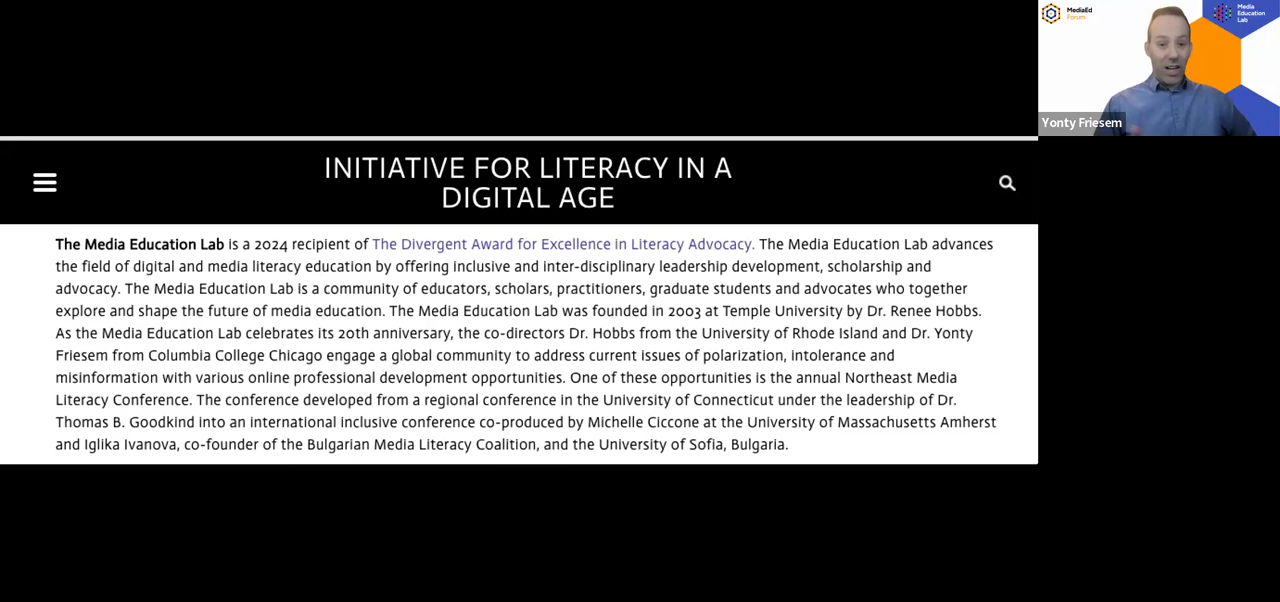 MediaEd
Forum
Media
Education
Lab
Yonty Friesem
INITIATIVE FOR LITERACY IN A
DIGITAL AGE
The Media Education Lab is a 2024 recipient of The Divergent Award for Excellence in Literacy Advocacy. The Media Education Lab advances
the field of digital and media literacy education by offering inclusive and inter-disciplinary leadership development, scholarship and
advocacy. The Media Education Lab is a community of educators, scholars, practitioners, graduate students and advocates who together
explore and shape the future of media education. The Media Education Lab was founded in 2003 at Temple University by Dr. Renee Hobbs.
As the Media Education Lab celebrates its 20th anniversary, the co-directors Dr. Hobbs from the University of Rhode Island and Dr. Yonty
Friesem from Columbia College Chicago engage a global community to address current issues of polarization, intolerance and
misinformation with various online professional development opportunities. One of these opportunities is the annual Northeast Media
Literacy Conference. The conference developed from a regional conference in the University of Connecticut under the leadership of Dr.
Thomas B. Goodkind into an international inclusive conference co-produced by Michelle Ciccone at the University of Massachusetts Amherst
and Iglika Ivanova, co-founder of the Bulgarian Media Literacy Coalition, and the University of Sofia, Bulgaria.